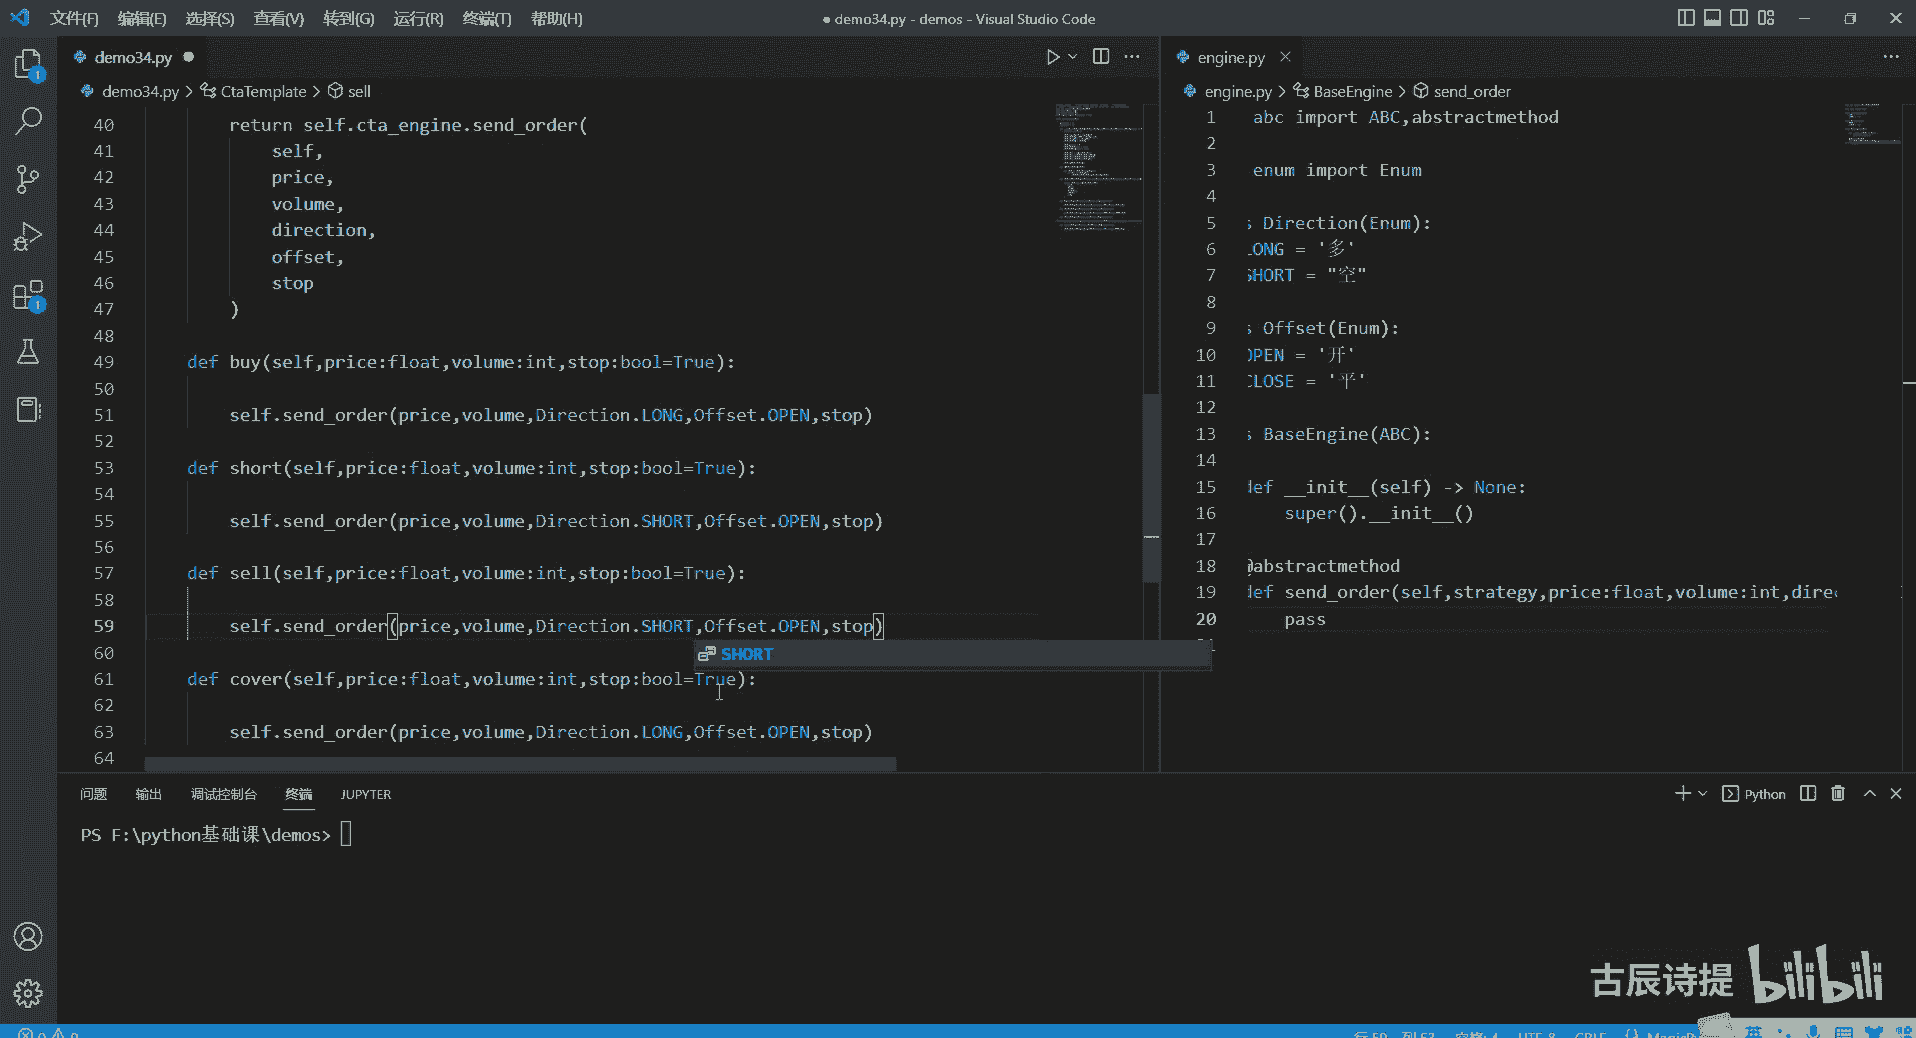 文件(F) 编辑(E) 选择(S) 查看(V) 转到(G) 运行(R) 终端(T) 帮助(H)
● demo34.py - demos - Visual Studio Code
demo34.py ●
demo34.py > CtaTemplate > sell
40 return self.cta_engine.send_order(
41 self,
42 price,
43 volume,
44 direction,
45 offset,
46 stop
47 )
48
49 def buy(self,price:float,volume:int,stop:bool=True):
50
51 self.send_order(price,volume,Direction.LONG,Offset.OPEN,stop)
52
53 def short(self,price:float,volume:int,stop:bool=True):
54
55 self.send_order(price,volume,Direction.SHORT,Offset.OPEN,stop)
56
57 def sell(self,price:float,volume:int,stop:bool=True):
58
59 self.send_order(price,volume,Direction.SHORT,Offset.OPEN,stop)
SHORT
60
61 def cover(self,price:float,volume:int,stop:bool=True):
62
63 self.send_order(price,volume,Direction.LONG,Offset.OPEN,stop)
64
engine.py
engine.py > BaseEngine > send_order
1 abc import ABC,abstractmethod
2
3 enum import Enum
4
5 s Direction(Enum):
6 LONG = '多'
7 SHORT = "空"
8
9 s Offset(Enum):
10 OPEN = '开'
11 CLOSE = '平'
12
13 s BaseEngine(ABC):
14
15 def __init__(self) -> None:
16 super().__init__()
17
18 @abstractmethod
19 def send_order(self,strategy,price:float,volume:int,dire
20 pass
问题 输出 调试控制台 终端 JUPYTER
Python
PS F:\python基础课\demos>
古辰诗提 bilibili